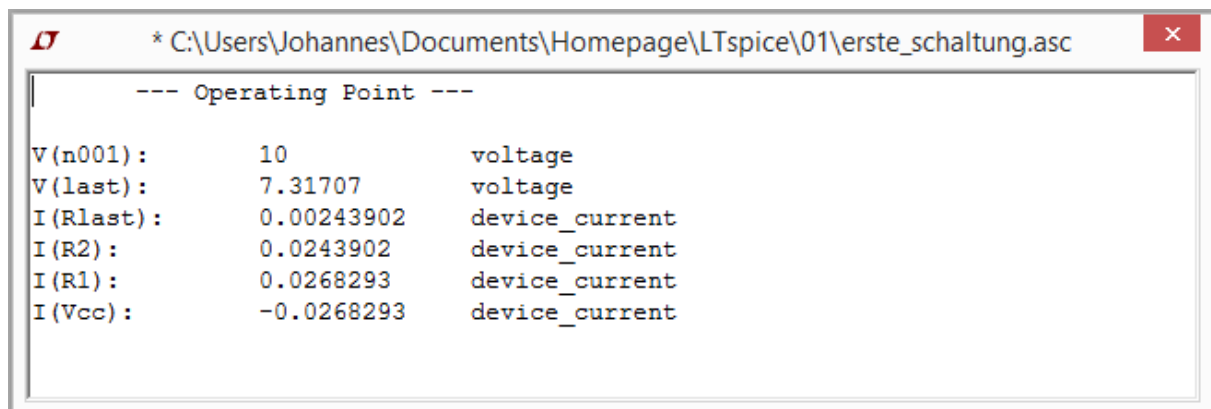 * C:\Users\Johannes\Documents\Homepage\LTspice\01\erste_schaltung.asc
--- Operating Point ---
V(n001): 10 voltage
V(last): 7.31707 voltage
I(Rlast): 0.00243902 device_current
I(R2): 0.0243902 device_current
I(R1): 0.0268293 device_current
I(Vcc): -0.0268293 device_current